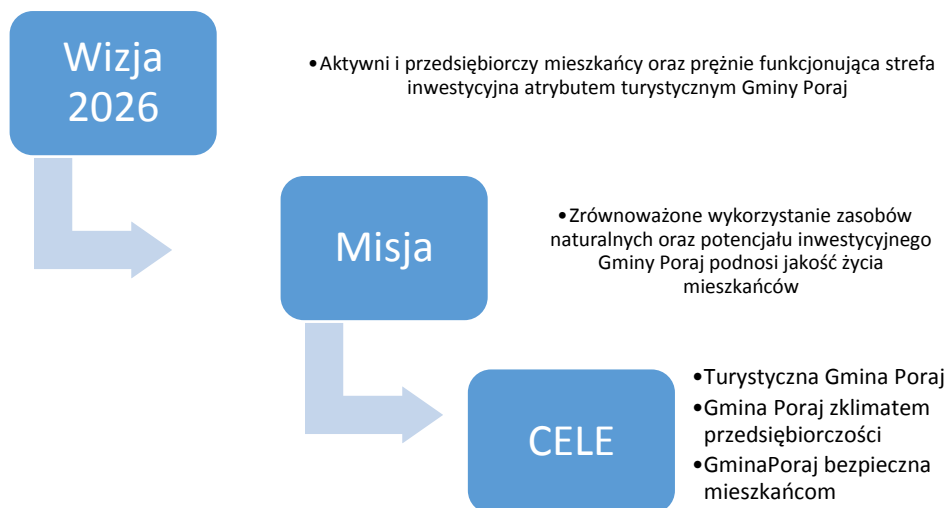 Wizja
2026
•Aktywni i przedsiębiorczy mieszkańcy oraz prężnie funkcjonująca strefa
inwestycyjna atrybutem turystycznym Gminy Poraj
Misja
•Zrównoważone wykorzystanie zasobów
naturalnych oraz potencjału inwestycyjnego
Gminy Poraj podnosi jakość życia
mieszkańców
CELE
•Turystyczna Gmina Poraj
•Gmina Poraj zklimatem
przedsiębiorczości
•GminaPoraj bezpieczna
mieszkańcom